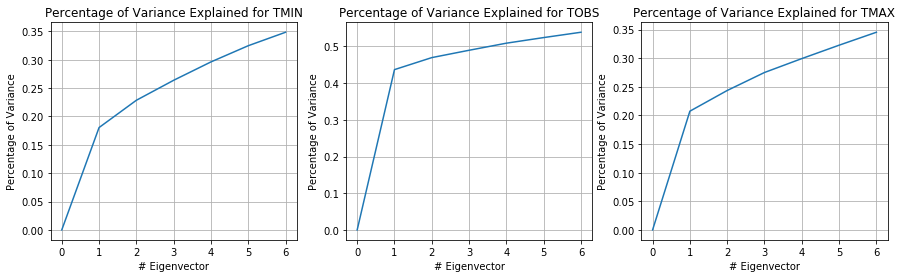 Percentage of Variance Explained for TMIN
Percentage of Variance
0.35
0.30
0.25
0.20
0.15
0.10
0.05
0.00
0 1 2 3 4 5 6
# Eigenvector
Percentage of Variance Explained for TOBS
Percentage of Variance
0.5
0.4
0.3
0.2
0.1
0.0
0 1 2 3 4 5 6
# Eigenvector
Percentage of Variance Explained for TMAX
Percentage of Variance
0.35
0.30
0.25
0.20
0.15
0.10
0.05
0.00
0 1 2 3 4 5 6
# Eigenvector